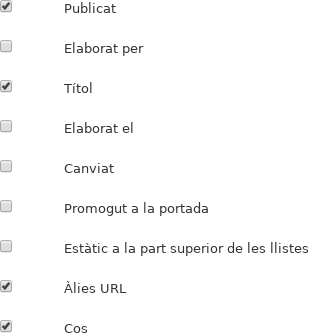 Publicat
Elaborat per
Títol
Elaborat el
Canviat
Promogut a la portada
Estàtic a la part superior de les llistes
Àlies URL
Cos